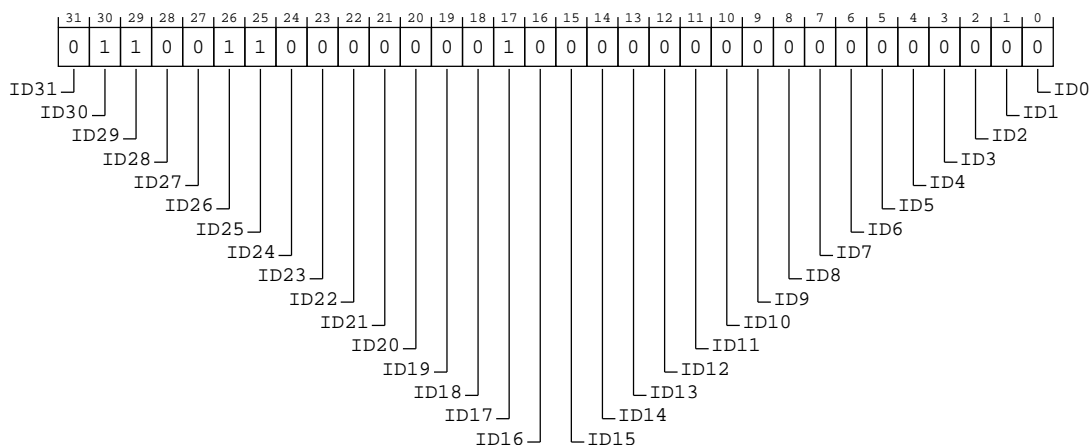 31 30 29 28 27 26 25 24 23 22 21 20 19 18 17 16 15 14 13 12 11 10 9 8 7 6 5 4 3 2 1 0
0 1 1 0 0 1 1 0 0 0 0 0 0 0 1 0 0 0 0 0 0 0 0 0 0 0 0 0 0 0 0 0
ID31 ID0
ID30 ID1
ID29 ID2
ID28 ID3
ID27 ID4
ID26 ID5
ID25 ID6
ID24 ID7
ID23 ID8
ID22 ID9
ID21 ID10
ID20 ID11
ID19 ID12
ID18 ID13
ID17 ID14
ID16 ID15